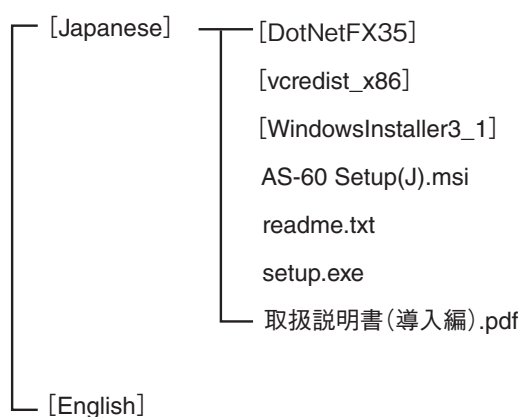 ［Japanese］ ［DotNetFX35］
［vcredist_x86］
［WindowsInstaller3_1］
AS-60 Setup(J).msi
readme.txt
setup.exe
取扱説明書（導入編）.pdf
［English］